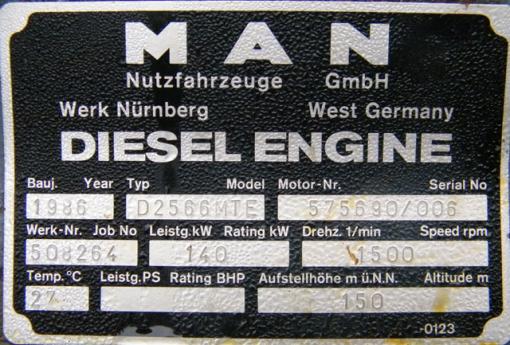 MAN
Nutzfahrzeuge GmbH
Werk Nürnberg West Germany
DIESEL ENGINE
Bauj. Year Typ Model Motor-Nr. Serial No
1986 D2566MTE 575690/006
Werk-Nr. Job No Leistg.kW Rating kW Drehz. 1/min Speed rpm
508264 140 1500
Temp.°C Leistg.PS Rating BHP Aufstellhöhe m ü.N.N. Altitude m
27 150
-0123